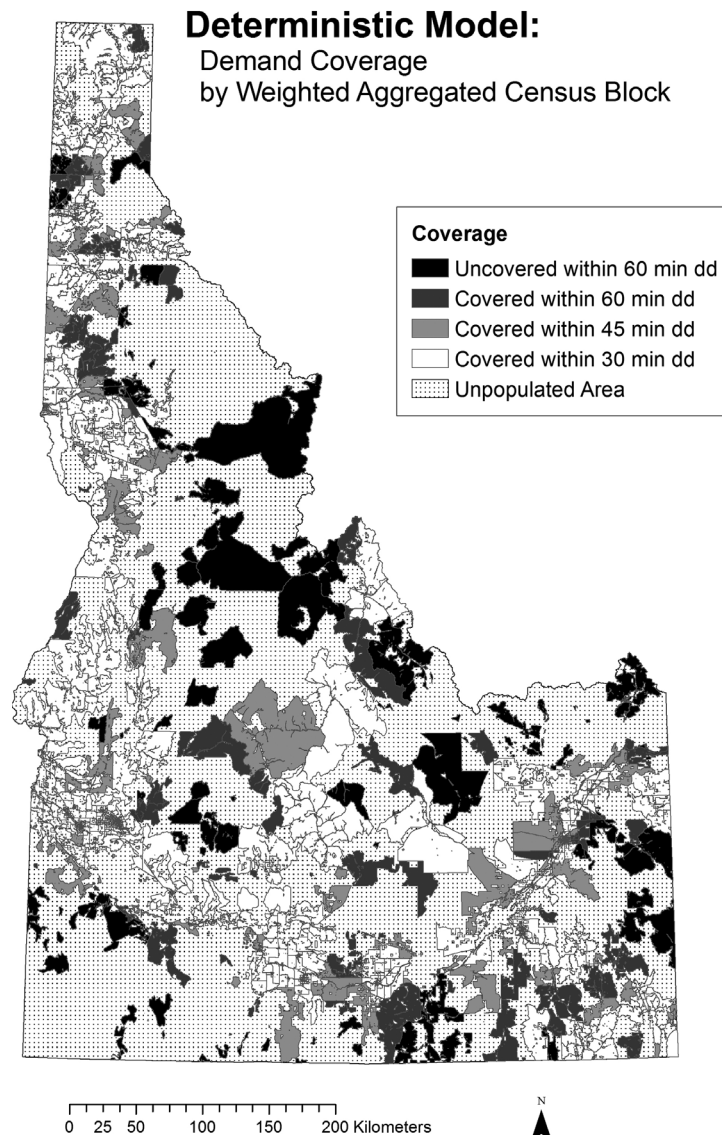 Deterministic Model:
Demand Coverage
by Weighted Aggregated Census Block
Coverage
Uncovered within 60 min dd
Covered within 60 min dd
Covered within 45 min dd
Covered within 30 min dd
Unpopulated Area
N
0 25 50 100 150 200 Kilometers